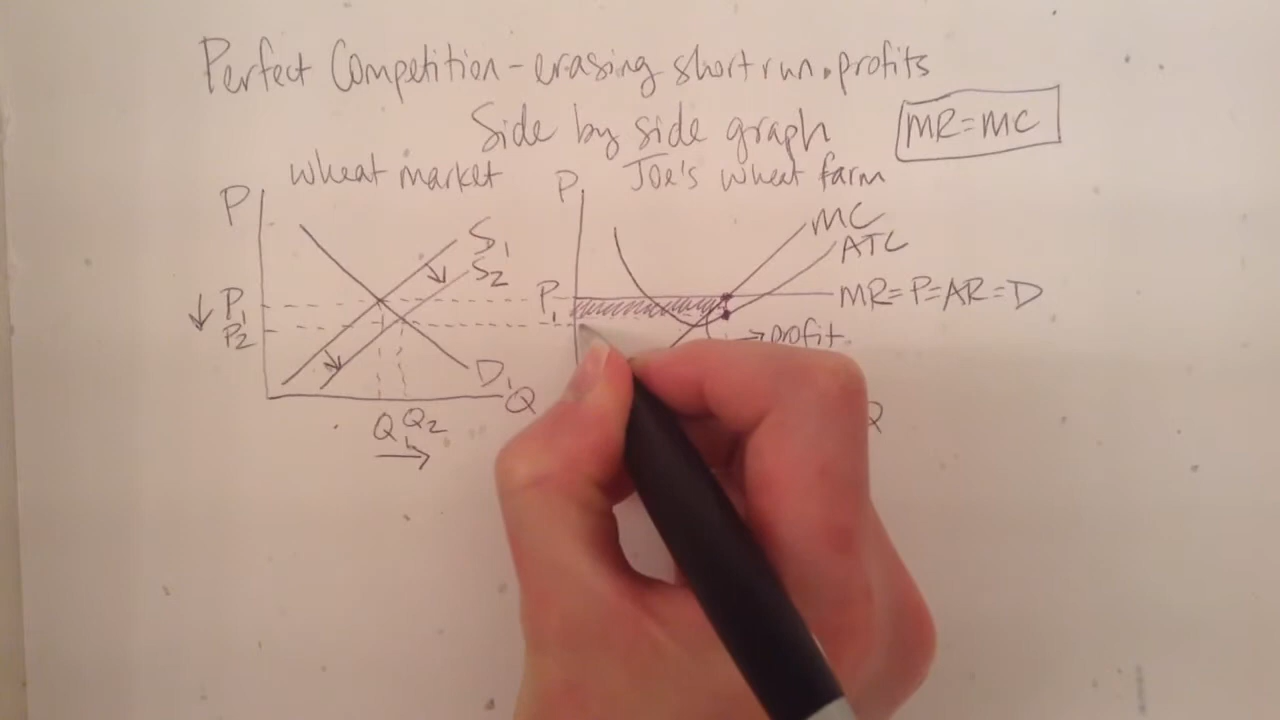 Perfect Competition - erasing short run profits
Side by side graph
MR=MC
wheat market
Joe's wheat farm
P
S1
S2
P1
P2
D1
Q
Q1
Q2
P
MC
ATC
P1
MR=P=AR=D
profit
Q